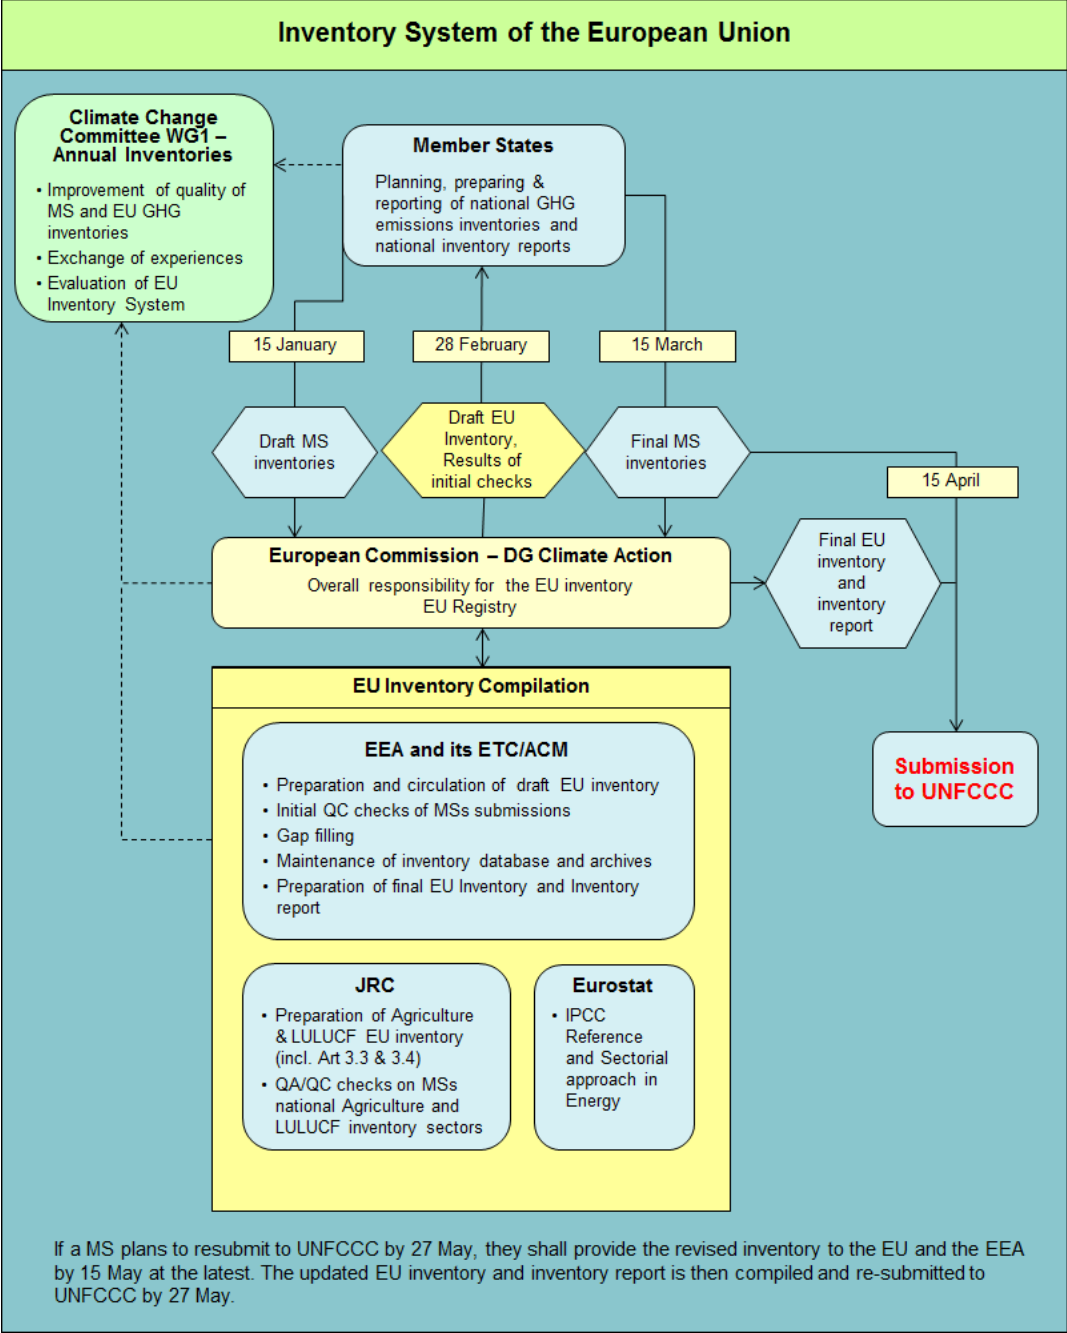 Inventory System of the European Union
Climate Change
Committee WG1 –
Annual Inventories
• Improvement of quality of
MS and EU GHG
inventories
• Exchange of experiences
• Evaluation of EU
Inventory System
Member States
Planning, preparing &
reporting of national GHG
emissions inventories and
national inventory reports
15 January
28 February
15 March
Draft MS
inventories
Draft EU
Inventory,
Results of
initial checks
Final MS
inventories
15 April
European Commission – DG Climate Action
Overall responsibility for the EU inventory
EU Registry
Final EU
inventory
and
inventory
report
EU Inventory Compilation
EEA and its ETC/ACM
• Preparation and circulation of draft EU inventory
• Initial QC checks of MSs submissions
• Gap filling
• Maintenance of inventory database and archives
• Preparation of final EU Inventory and Inventory
report
Submission
to UNFCCC
JRC
• Preparation of Agriculture
& LULUCF EU inventory
(incl. Art 3.3 & 3.4)
• QA/QC checks on MSs
national Agriculture and
LULUCF inventory sectors
Eurostat
• IPCC
Reference
and Sectorial
approach in
Energy
If a MS plans to resubmit to UNFCCC by 27 May, they shall provide the revised inventory to the EU and the EEA
by 15 May at the latest. The updated EU inventory and inventory report is then compiled and re-submitted to
UNFCCC by 27 May.